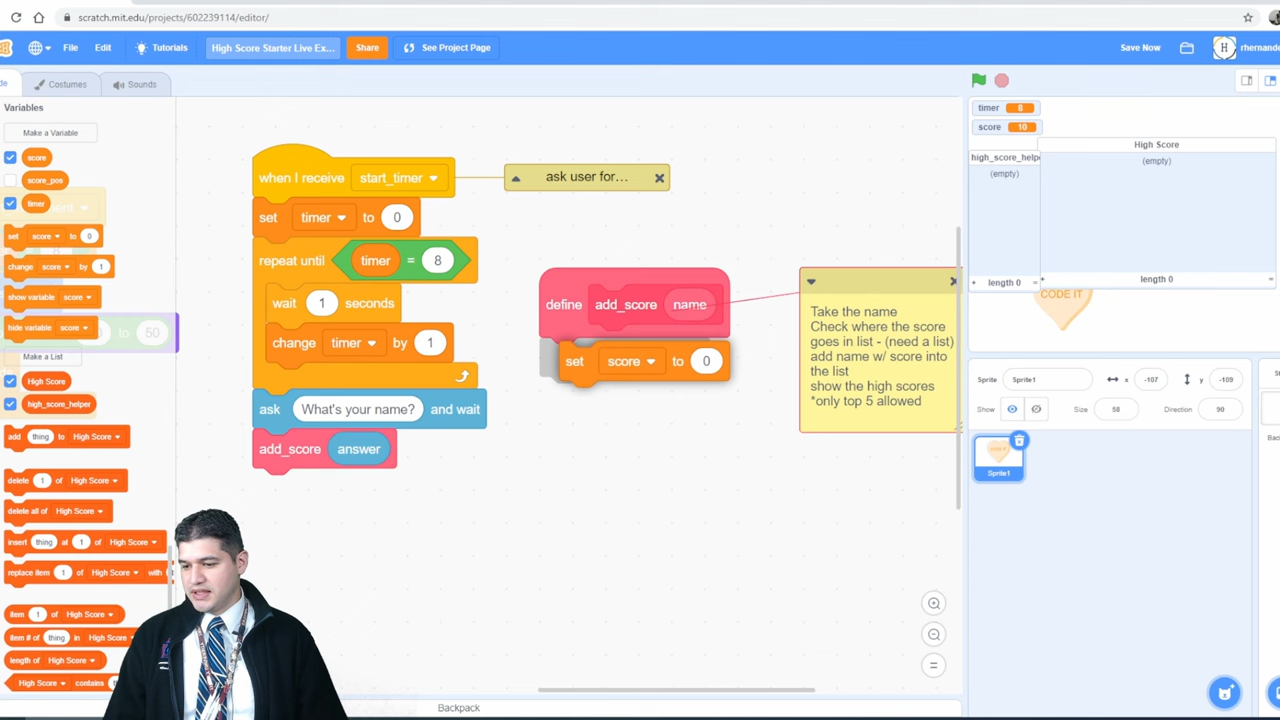 scratch.mit.edu/projects/602239114/editor/
File Edit Tutorials High Score Starter Live Ex... Share See Project Page Save Now
Costumes Sounds
Variables
Make a Variable
score
score_pos
timer
set score to 0
change score by 1
show variable score
hide variable score
to 50
Make a List
High Score
high_score_helper
add thing to High Score
delete 1 of High Score
delete all of High Score
insert thing at 1 of High Score
replace item 1 of High Score with
item 1 of High Score
item # of thing in High Score
length of High Score
High Score contains
when I receive start_timer
ask user for...
set timer to 0
repeat until timer = 8
wait 1 seconds
change timer by 1
ask What's your name? and wait
add_score answer
define add_score name
set score to 0
Take the name
Check where the score
goes in list - (need a list)
add name w/ score into
the list
show the high scores
*only top 5 allowed
timer 8
score 10
high_score_help
(empty)
+ length 0
High Score
(empty)
+ length 0 =
CODE IT
Sprite Sprite1 x -107 y -109
Show Size 58 Direction 90
Sprite1
Backpack